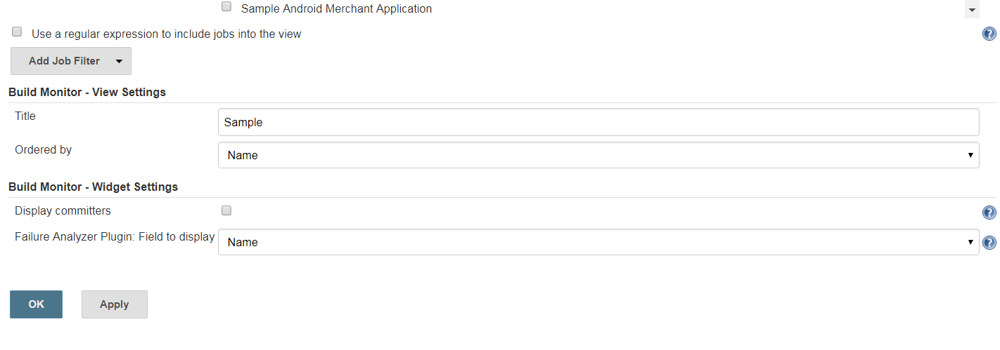 Sample Android Merchant Application
Use a regular expression to include jobs into the view
Add Job Filter
Build Monitor - View Settings
Title
Sample
Ordered by
Name
Build Monitor - Widget Settings
Display committers
Failure Analyzer Plugin: Field to display
Name
OK
Apply